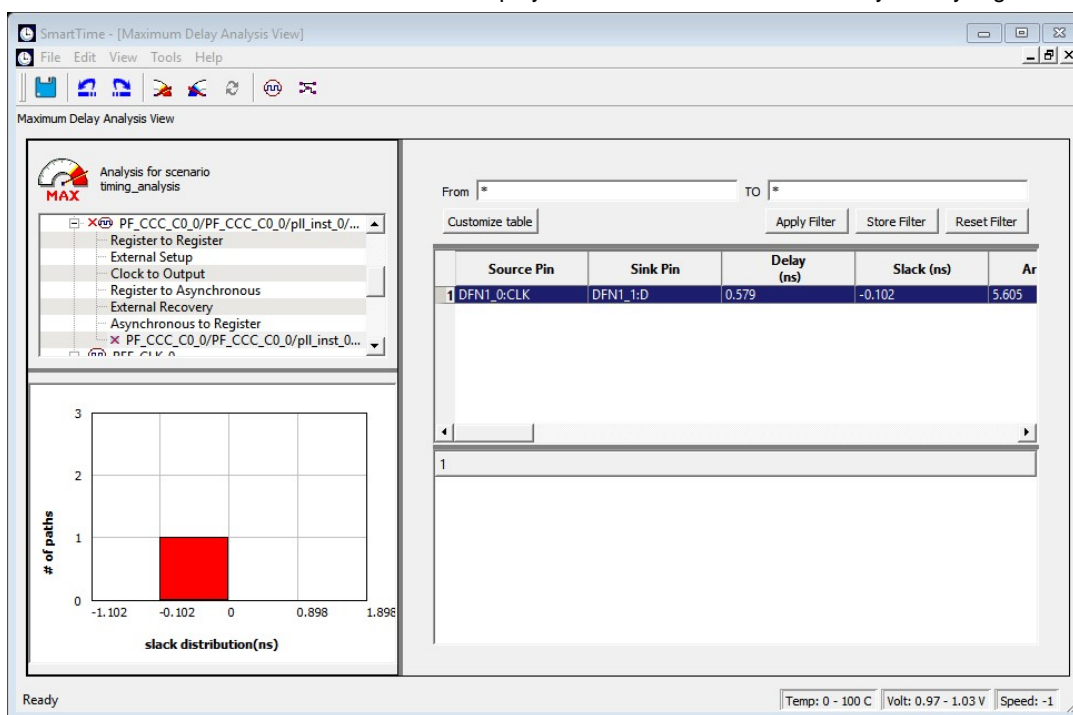 SmartTime - [Maximum Delay Analysis View]
File Edit View Tools Help
Maximum Delay Analysis View
Analysis for scenario
timing_analysis
MAX
PF_CCC_C0_0/PF_CCC_C0_0/pll_inst_0/...
Register to Register
External Setup
Clock to Output
Register to Asynchronous
External Recovery
Asynchronous to Register
PF_CCC_C0_0/PF_CCC_C0_0/pll_inst_0...
From * TO *
Customize table Apply Filter Store Filter Reset Filter
Source Pin Sink Pin Delay (ns) Slack (ns) Ar
1 DFN1_0:CLK DFN1_1:D 0.579 -0.102 5.605
1
3
2
1
0
# of paths
-1.102 -0.102 0 0.898 1.898
slack distribution(ns)
Ready Temp: 0 - 100 C Volt: 0.97 - 1.03 V Speed: -1